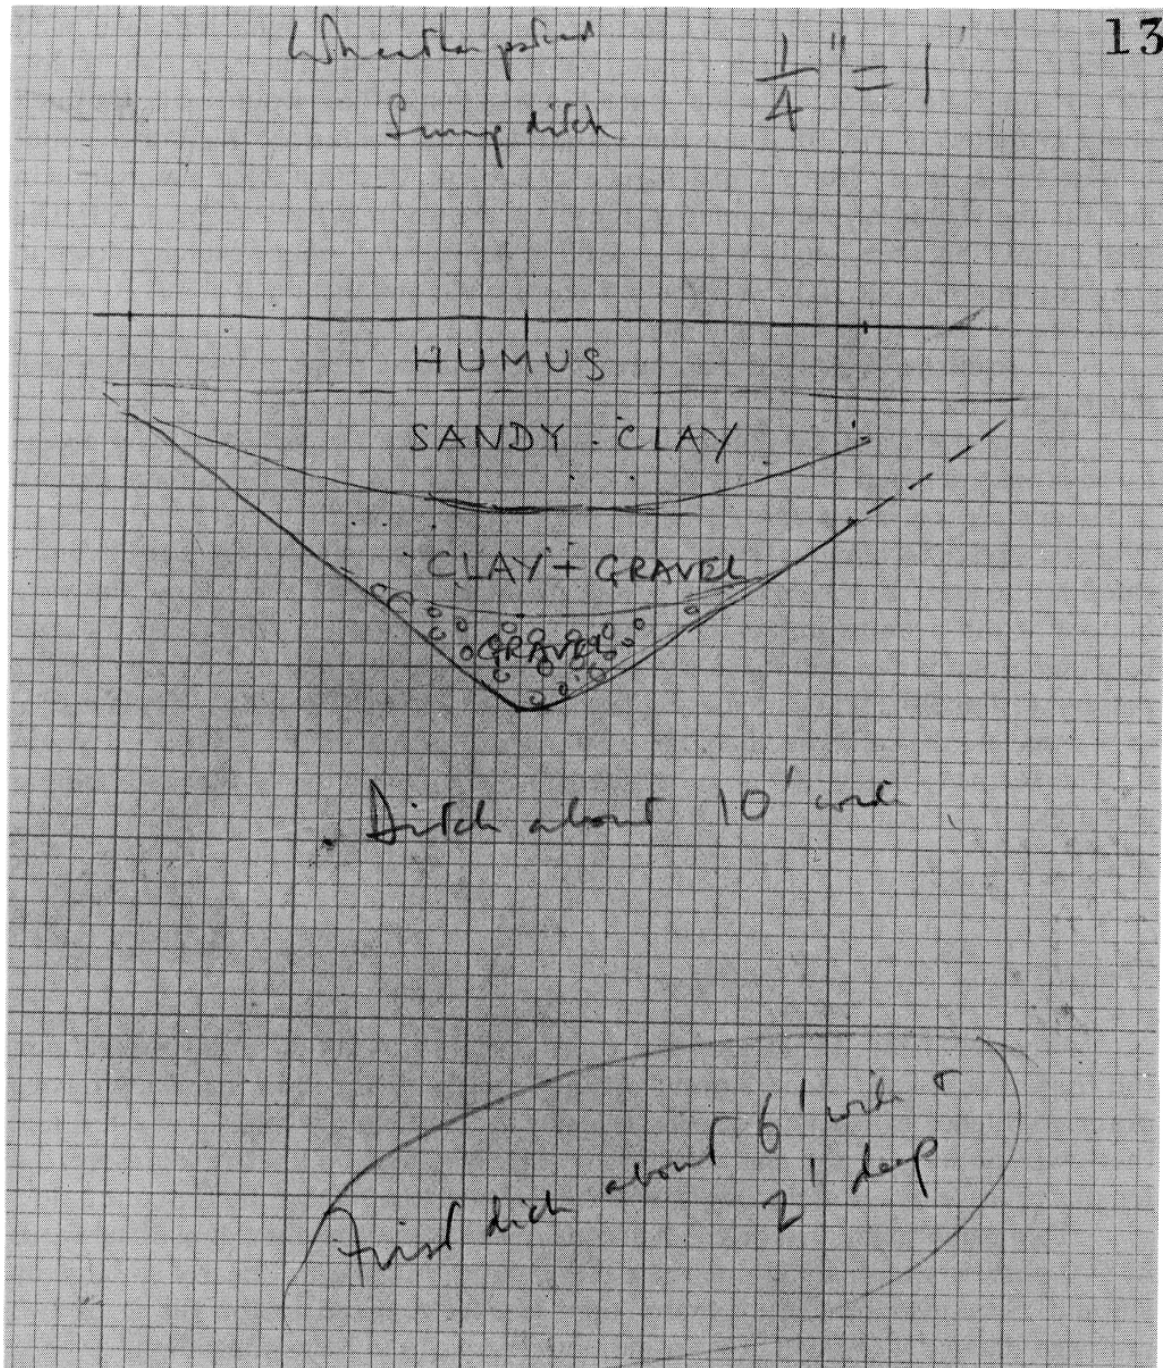 13
1/4" = 1'
ditch
HUMUS
SANDY-CLAY
CLAY + GRAVEL
GRAVEL
Ditch about 10' wide
First ditch about 6' wide +
2' deep